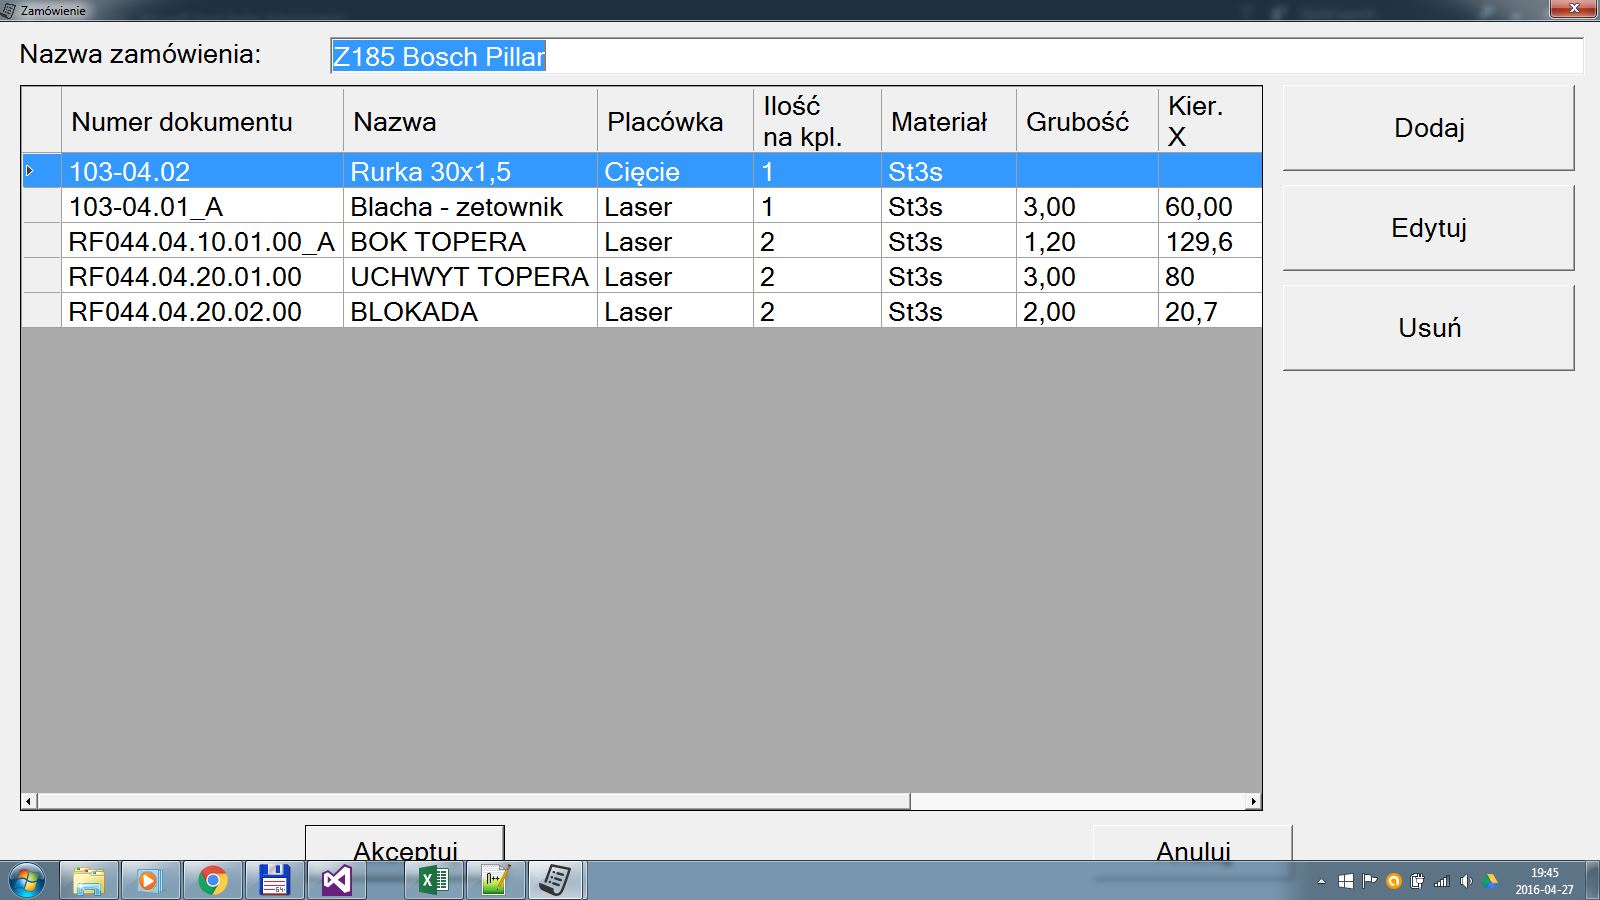 Zamówienie
Nazwa zamówienia: Z185 Bosch Pillar
Numer dokumentu Nazwa Placówka Ilość na kpl. Materiał Grubość Kier. X
103-04.02 Rurka 30x1,5 Cięcie 1 St3s
103-04.01_A Blacha - zetownik Laser 1 St3s 3,00 60,00
RF044.04.10.01.00_A BOK TOPERA Laser 2 St3s 1,20 129,6
RF044.04.20.01.00 UCHWYT TOPERA Laser 2 St3s 3,00 80
RF044.04.20.02.00 BLOKADA Laser 2 St3s 2,00 20,7
Dodaj
Edytuj
Usuń
Akceptuj Anuluj
64
19:45
2016-04-27